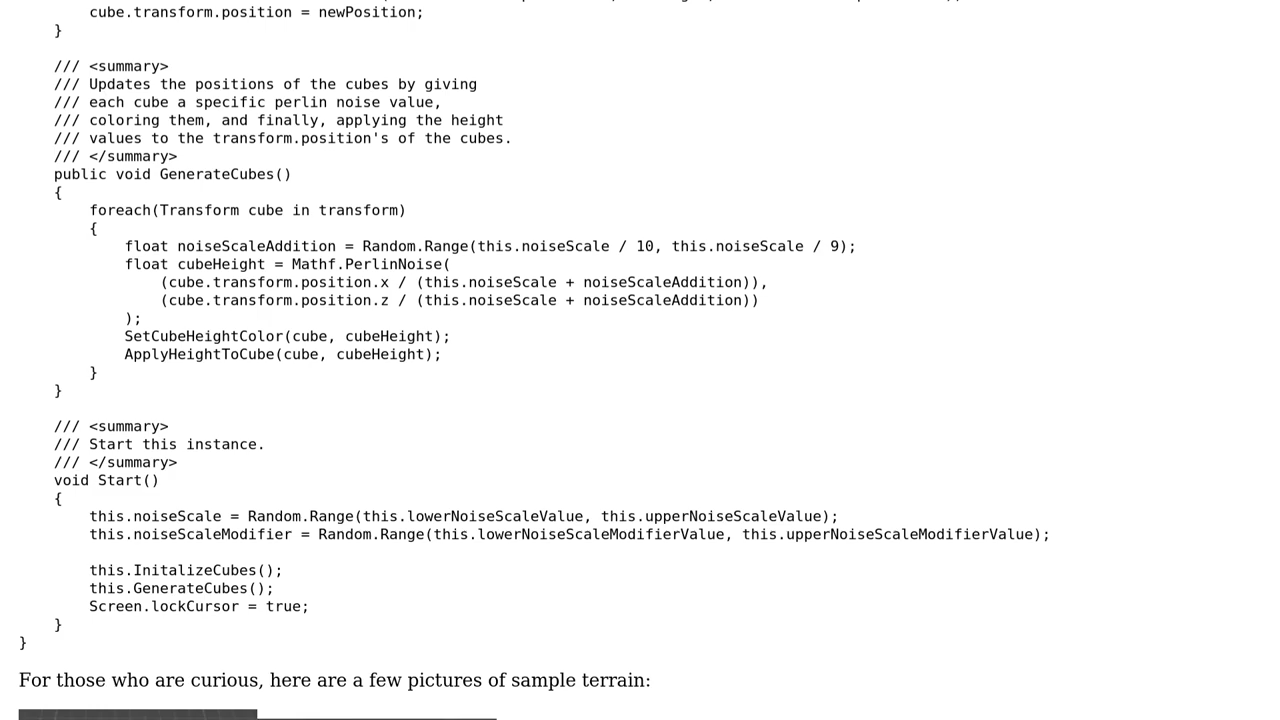 cube.transform.position = newPosition;
}
/// <summary>
/// Updates the positions of the cubes by giving
/// each cube a specific perlin noise value,
/// coloring them, and finally, applying the height
/// values to the transform.position's of the cubes.
/// </summary>
public void GenerateCubes()
{
foreach(Transform cube in transform)
{
float noiseScaleAddition = Random.Range(this.noiseScale / 10, this.noiseScale / 9);
float cubeHeight = Mathf.PerlinNoise(
(cube.transform.position.x / (this.noiseScale + noiseScaleAddition)),
(cube.transform.position.z / (this.noiseScale + noiseScaleAddition))
);
SetCubeHeightColor(cube, cubeHeight);
ApplyHeightToCube(cube, cubeHeight);
}
}
/// <summary>
/// Start this instance.
/// </summary>
void Start()
{
this.noiseScale = Random.Range(this.lowerNoiseScaleValue, this.upperNoiseScaleValue);
this.noiseScaleModifier = Random.Range(this.lowerNoiseScaleModifierValue, this.upperNoiseScaleModifierValue);
this.InitalizeCubes();
this.GenerateCubes();
Screen.lockCursor = true;
}
}
For those who are curious, here are a few pictures of sample terrain: